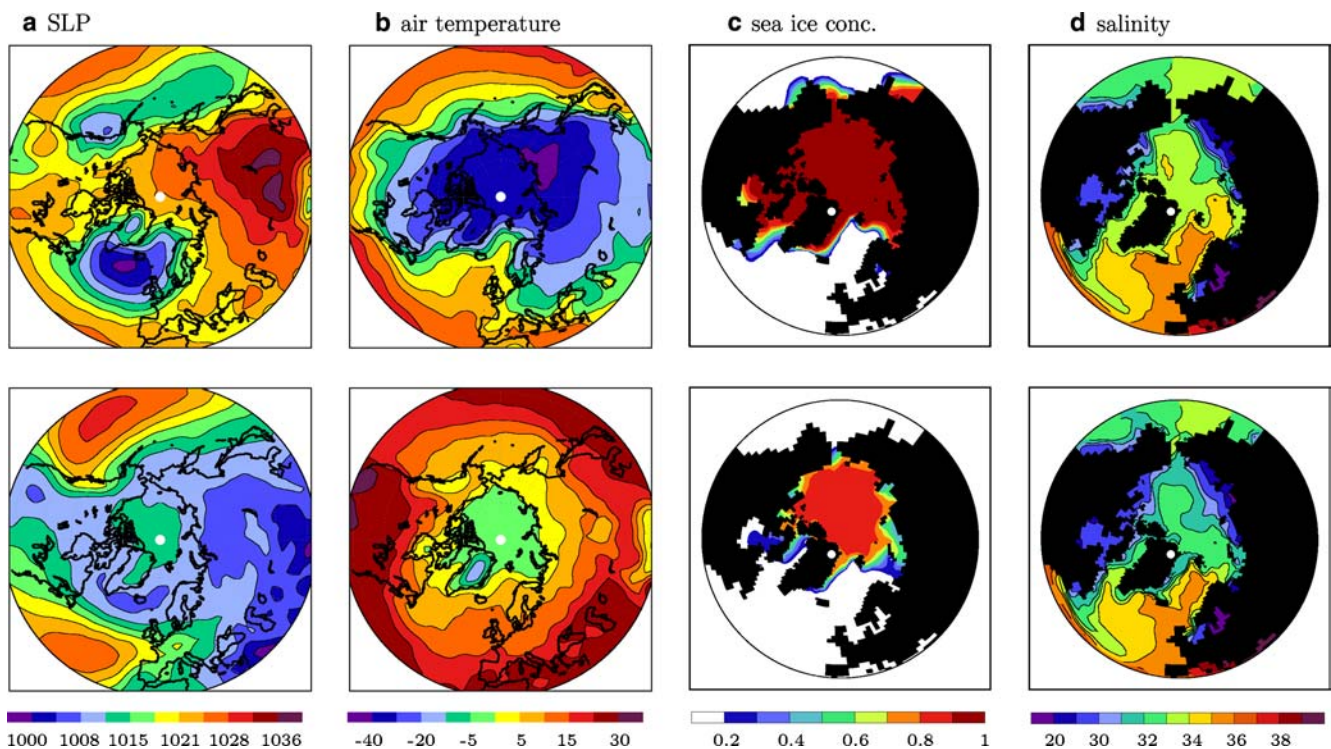 a SLP
b air temperature
c sea ice conc.
d salinity
1000 1008 1015 1021 1028 1036
-40 -20 -5 5 15 30
0.2 0.4 0.6 0.8 1
20 30 32 34 36 38